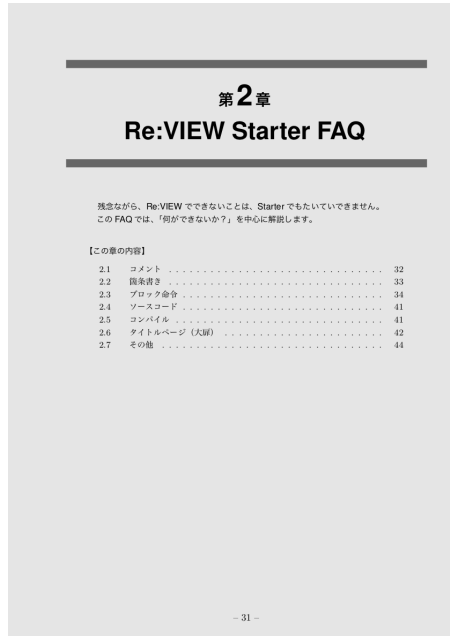 第2章
Re:VIEW Starter FAQ
残念ながら、Re:VIEW でできないことは、Starter でもたいていできません。
この FAQ では、「何ができないか？」を中心に解説します。
【この章の内容】
2.1 コメント . . . . . . . . . . . . . . . . . . . . . . . . . . . . . . . 32
2.2 箇条書き . . . . . . . . . . . . . . . . . . . . . . . . . . . . . . . 33
2.3 ブロック命令 . . . . . . . . . . . . . . . . . . . . . . . . . . . . . 34
2.4 ソースコード . . . . . . . . . . . . . . . . . . . . . . . . . . . . . 41
2.5 コンパイル . . . . . . . . . . . . . . . . . . . . . . . . . . . . . . 41
2.6 タイトルページ（大扉） . . . . . . . . . . . . . . . . . . . . . . . 42
2.7 その他 . . . . . . . . . . . . . . . . . . . . . . . . . . . . . . . . 44
– 31 –